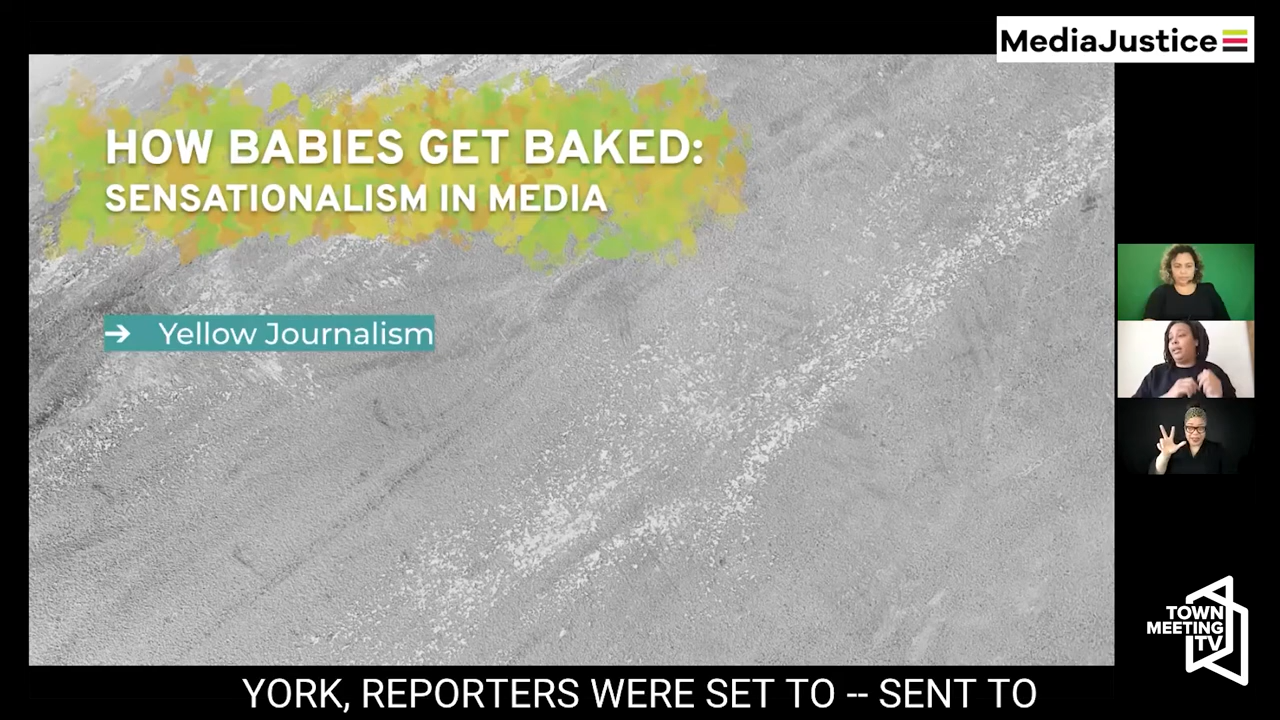 MediaJustice
HOW BABIES GET BAKED:
SENSATIONALISM IN MEDIA
→ Yellow Journalism
TOWN
MEETING
TV
YORK, REPORTERS WERE SET TO -- SENT TO